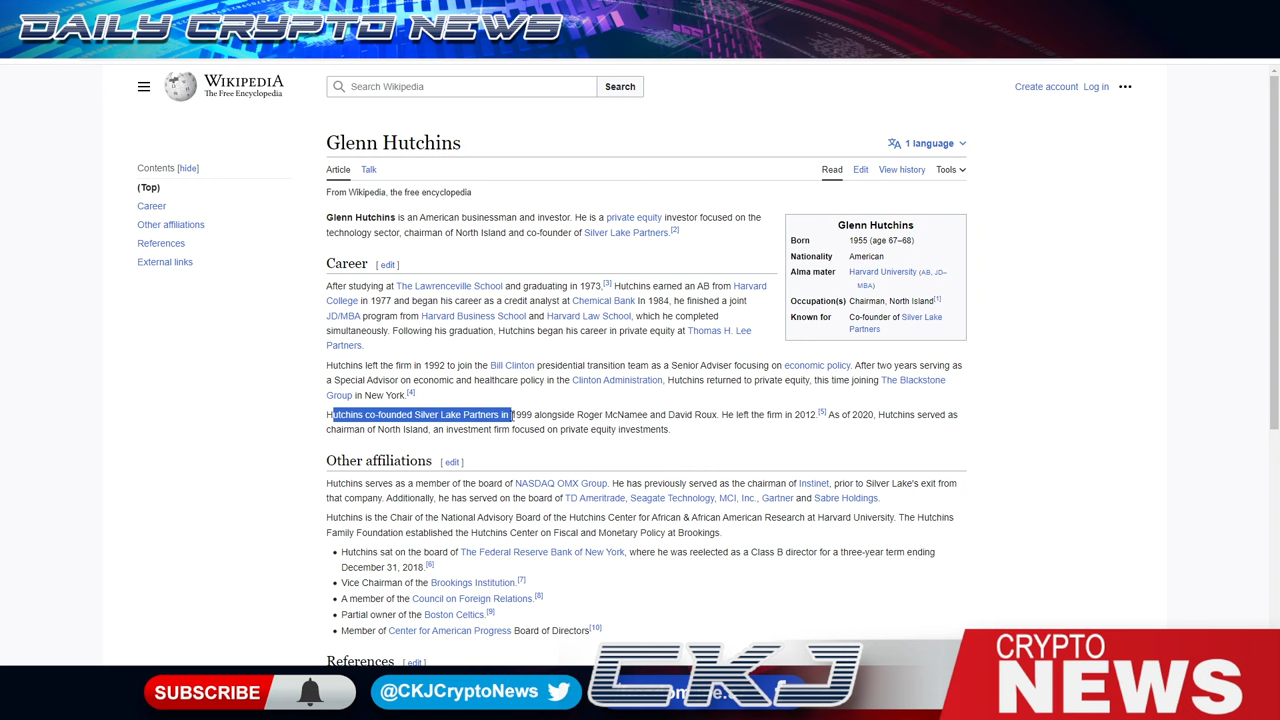 DAILY CRYPTO NEWS
WIKIPEDIA
The Free Encyclopedia
Search Wikipedia
Search
Create account Log in
Glenn Hutchins
1 language
Contents [hide]
(Top)
Career
Other affiliations
References
External links
Article Talk
Read Edit View history Tools
From Wikipedia, the free encyclopedia
Glenn Hutchins is an American businessman and investor. He is a private equity investor focused on the
technology sector, chairman of North Island and co-founder of Silver Lake Partners.[2]
Glenn Hutchins
Born 1955 (age 67–68)
Nationality American
Alma mater Harvard University (AB, JD–
MBA)
Occupation(s) Chairman, North Island[1]
Known for Co-founder of Silver Lake
Partners
Career [ edit ]
After studying at The Lawrenceville School and graduating in 1973,[3] Hutchins earned an AB from Harvard
College in 1977 and began his career as a credit analyst at Chemical Bank In 1984, he finished a joint
JD/MBA program from Harvard Business School and Harvard Law School, which he completed
simultaneously. Following his graduation, Hutchins began his career in private equity at Thomas H. Lee
Partners.
Hutchins left the firm in 1992 to join the Bill Clinton presidential transition team as a Senior Adviser focusing on economic policy. After two years serving as
a Special Advisor on economic and healthcare policy in the Clinton Administration, Hutchins returned to private equity, this time joining The Blackstone
Group in New York.[4]
Hutchins co-founded Silver Lake Partners in 1999 alongside Roger McNamee and David Roux. He left the firm in 2012.[5] As of 2020, Hutchins served as
chairman of North Island, an investment firm focused on private equity investments.
Other affiliations [ edit ]
Hutchins serves as a member of the board of NASDAQ OMX Group. He has previously served as the chairman of Instinet, prior to Silver Lake's exit from
that company. Additionally, he has served on the board of TD Ameritrade, Seagate Technology, MCI, Inc., Gartner and Sabre Holdings.
Hutchins is the Chair of the National Advisory Board of the Hutchins Center for African & African American Research at Harvard University. The Hutchins
Family Foundation established the Hutchins Center on Fiscal and Monetary Policy at Brookings.
• Hutchins sat on the board of The Federal Reserve Bank of New York, where he was reelected as a Class B director for a three-year term ending
December 31, 2018.[6]
• Vice Chairman of the Brookings Institution.[7]
• A member of the Council on Foreign Relations.[8]
• Partial owner of the Boston Celtics.[9]
• Member of Center for American Progress Board of Directors[10]
References [ edit ]
SUBSCRIBE
@CKJCryptoNews
CKJ
CRYPTO
NEWS